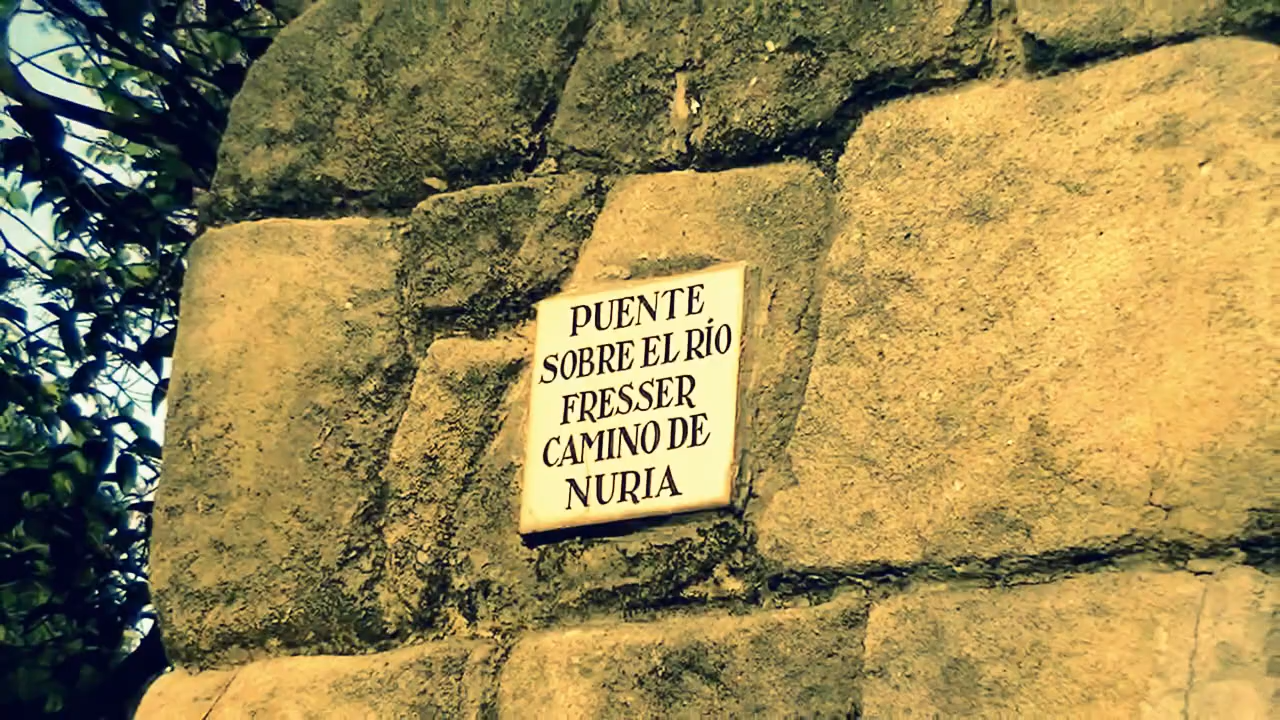 PUENTE
SOBRE EL RÍO
FRESSER
CAMINO DE
NURIA